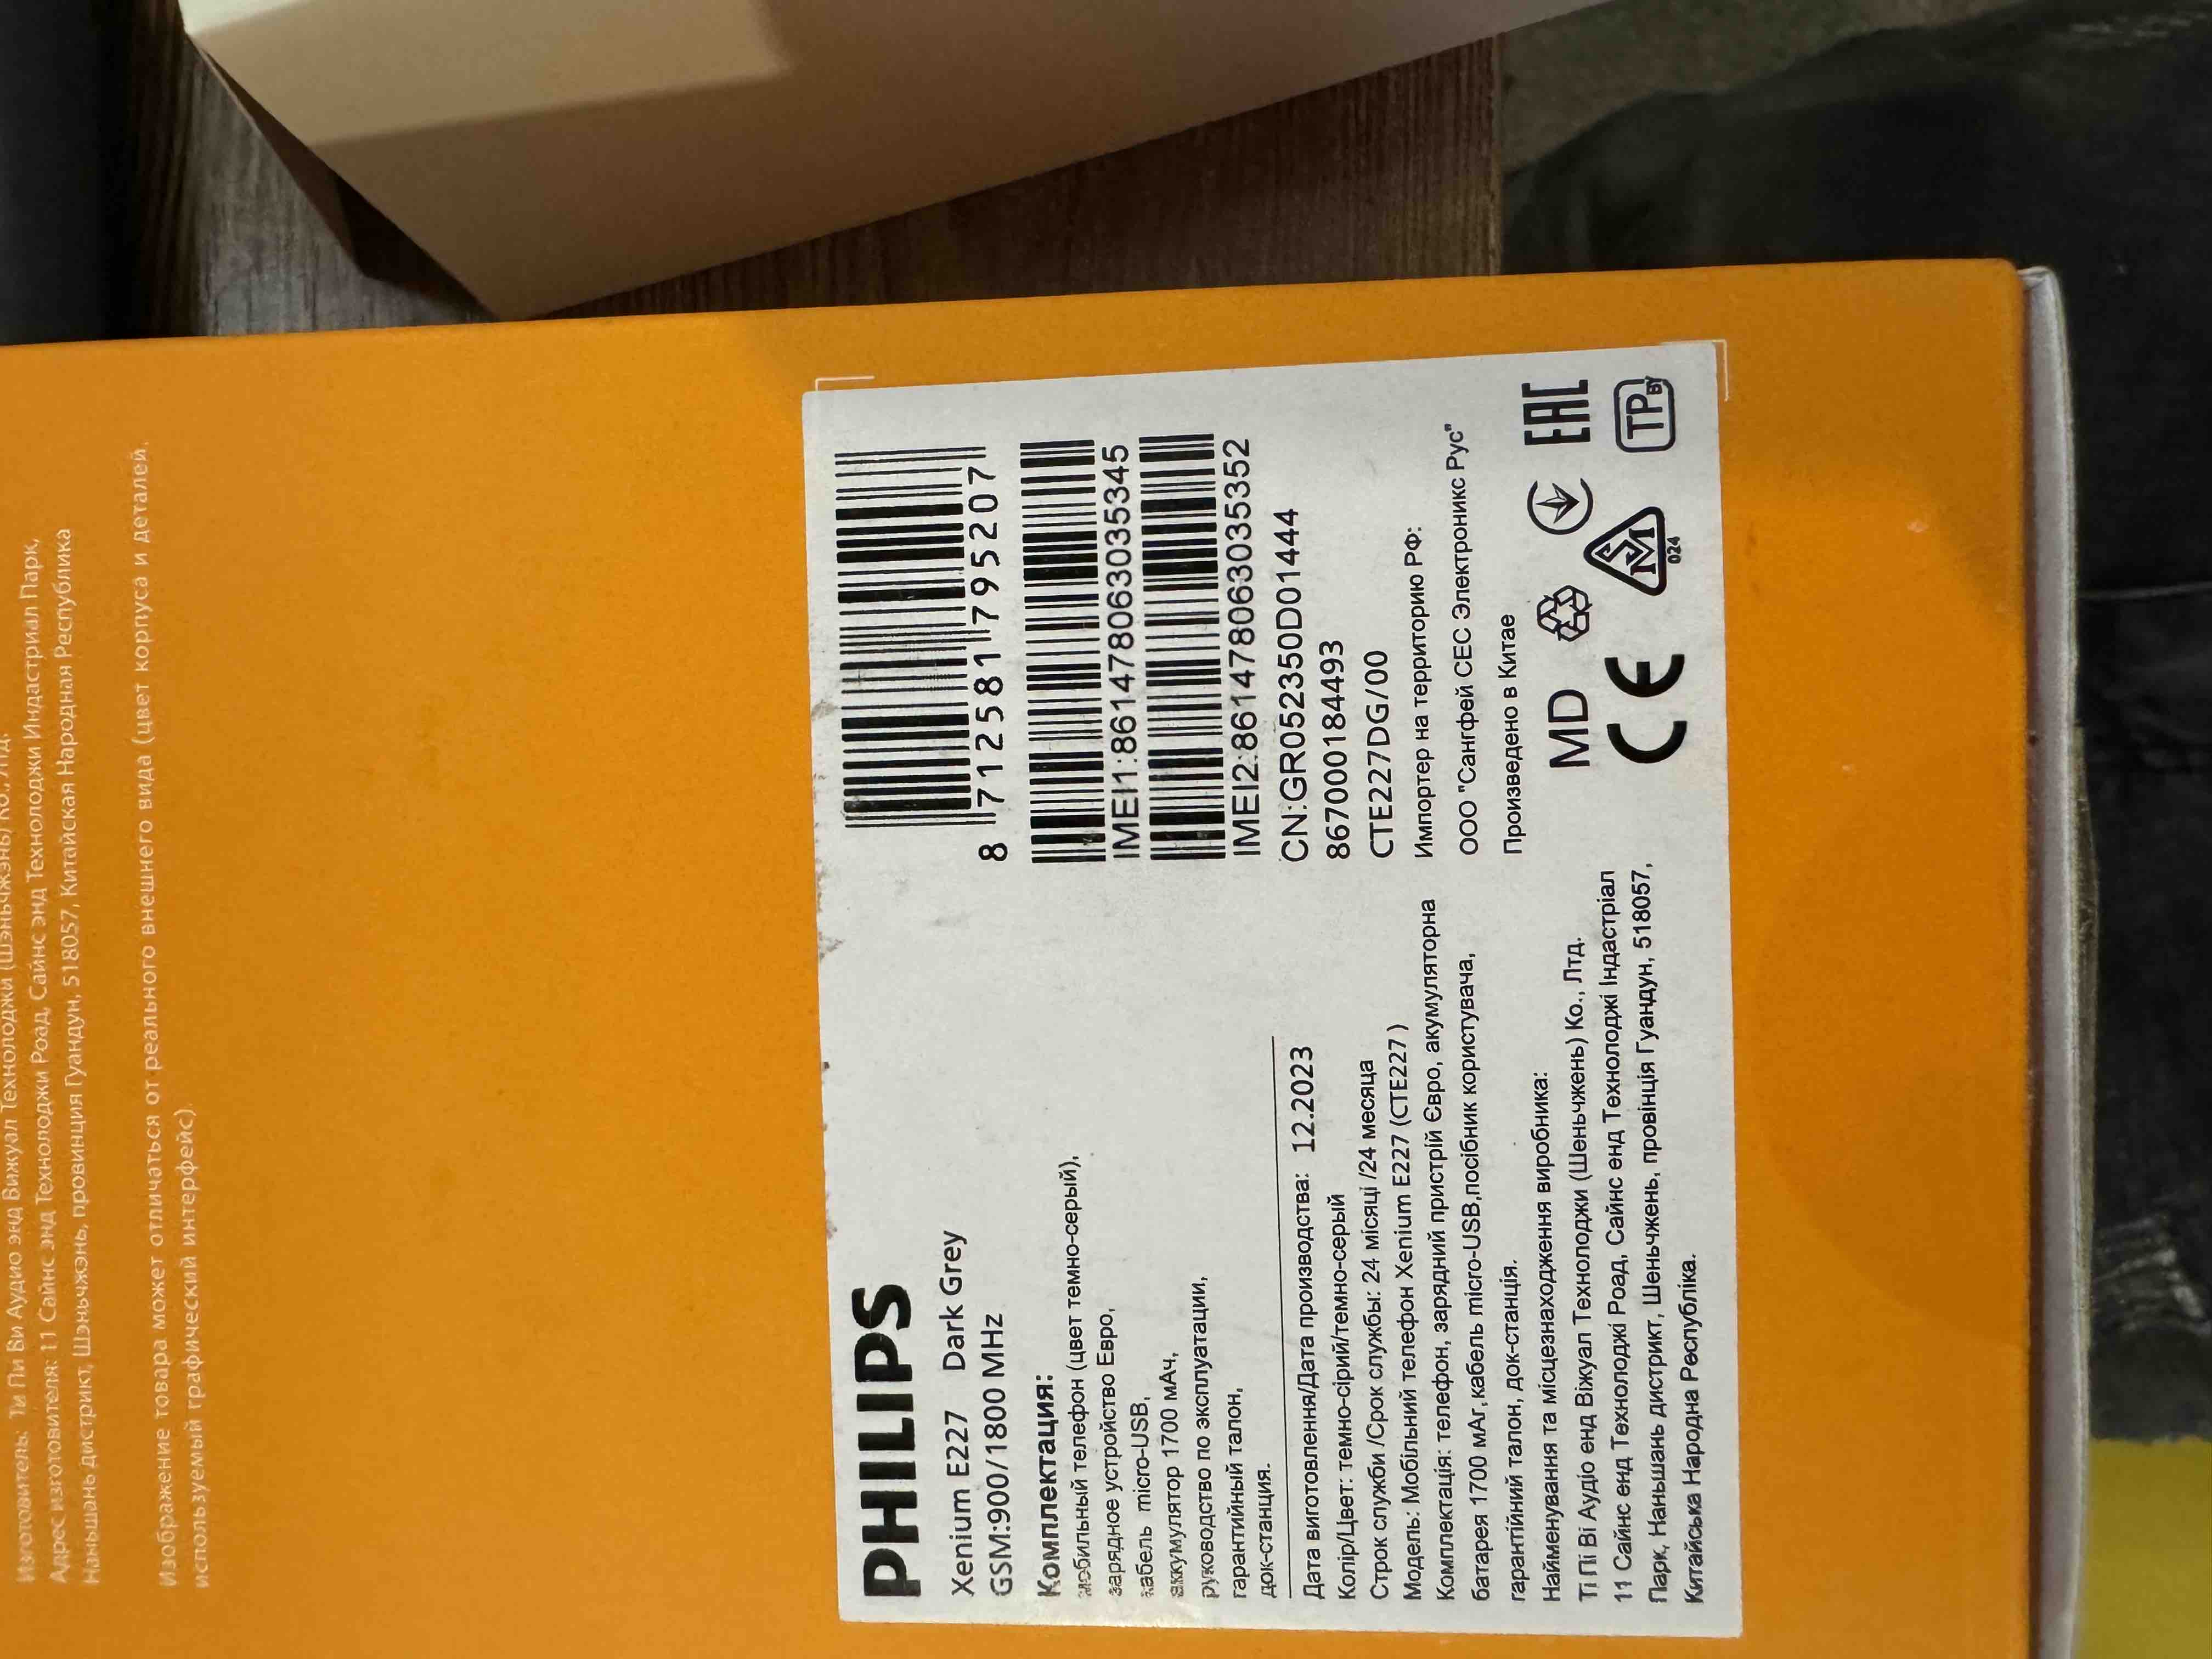 Изготовитель: Ти Пи Ви Аудио энд Вижуал Технолоджи (Шэньчжэнь) Ко., Лтд.
Адрес изготовителя: 11 Сайнс энд Технолоджи Роад, Сайнс энд Технолоджи Индастриал Парк,
Наньшань дистрикт, Шэньчжэнь, провинция Гуандун, 518057, Китайская Народная Республика
Изображение товара может отличаться от реального внешнего вида (цвет корпуса и деталей,
используемый графический интерфейс).
PHILIPS
Xenium E227 Dark Grey
GSM:900/1800 MHz
Комплектация:
мобильный телефон (цвет темно-серый),
зарядное устройство Евро,
кабель micro-USB,
аккумулятор 1700 мАч,
руководство по эксплуатации,
гарантийный талон,
док-станция.
8 712581 795207
IMEI1:861478063035345
IMEI2:861478063035352
CN:GR052350D01444
867000184493
CTE227DG/00
Импортер на территорию РФ:
ООО "Сангфей СЕС Электроникс Рус"
Произведено в Китае
MD
EAC
CE
024
TP BY
Дата виготовлення/Дата производства: 12.2023
Колір/Цвет: темно-сірий/темно-серый
Строк служби /Срок службы: 24 місяці /24 месяца
Модель: Мобільний телефон Xenium E227 (CTE227 )
Комплектація: телефон, зарядний пристрій Євро, акумуляторна
батарея 1700 мАг,кабель micro-USB,посібник користувача,
гарантійний талон, док-станція.
Найменування та місцезнаходження виробника:
Ті Пі Ві Аудіо енд Віжуал Технолоджи (Шеньчжень) Ко., Лтд.
11 Сайнс енд Технолоджі Роад, Сайнс енд Технолоджі Індастріал
Парк, Наньшань дистрикт, Шеньчжень, провінція Гуандун, 518057,
Китайська Народна Республіка.